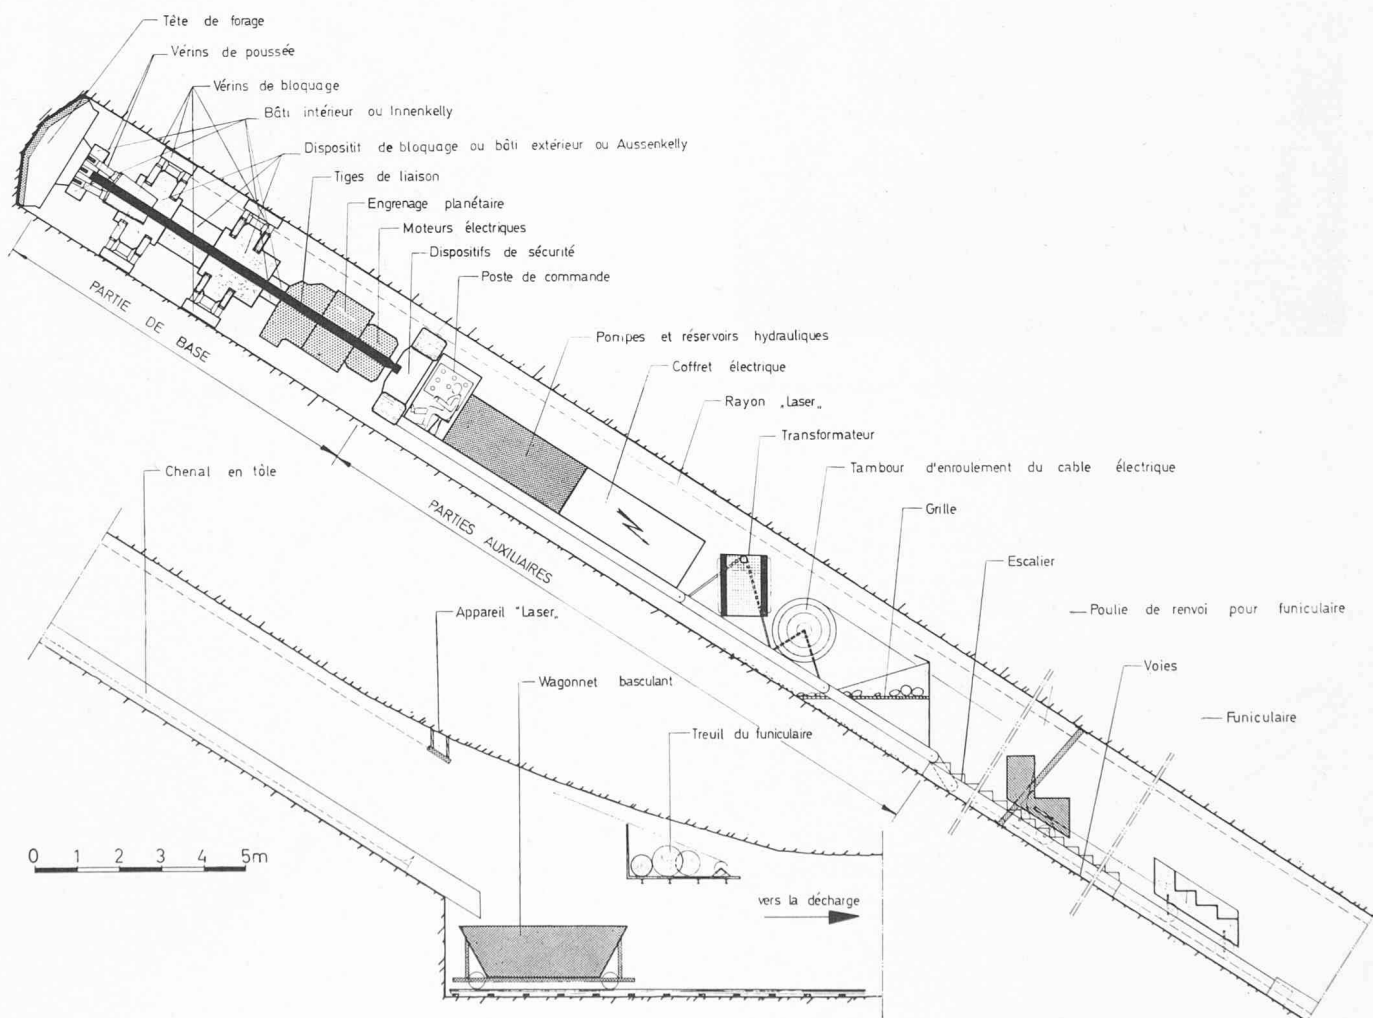 Tête de forage
Vérins de poussée
Vérins de bloquage
Bâti intérieur ou Innenkelly
Dispositit de bloquage ou bâti extérieur ou Aussenkelly
Tiges de liaison
Engrenage planétaire
Moteurs électriques
Dispositifs de sécurité
Poste de commande
Pompes et réservoirs hydrauliques
Coffret électrique
Rayon „Laser„
Transformateur
Tambour d'enroulement du cable électrique
Grille
Escalier
Poulie de renvoi pour funiculaire
Voies
Funiculaire
PARTIE DE BASE
PARTIES AUXILIAIRES
Chenal en tôle
Appareil "Laser„
Wagonnet basculant
Treuil du funiculaire
0 1 2 3 4 5m
vers la décharge